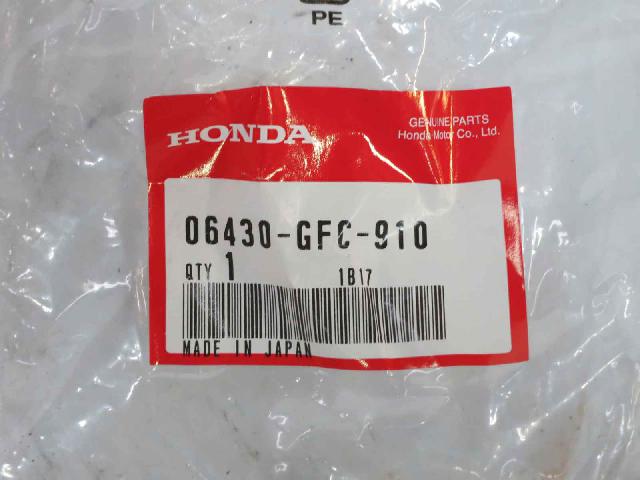 PE
HONDA
GENUINE PARTS
Honda Motor Co., Ltd.
06430-GFC-910
QTY 1 1B17
MADE IN JAPAN